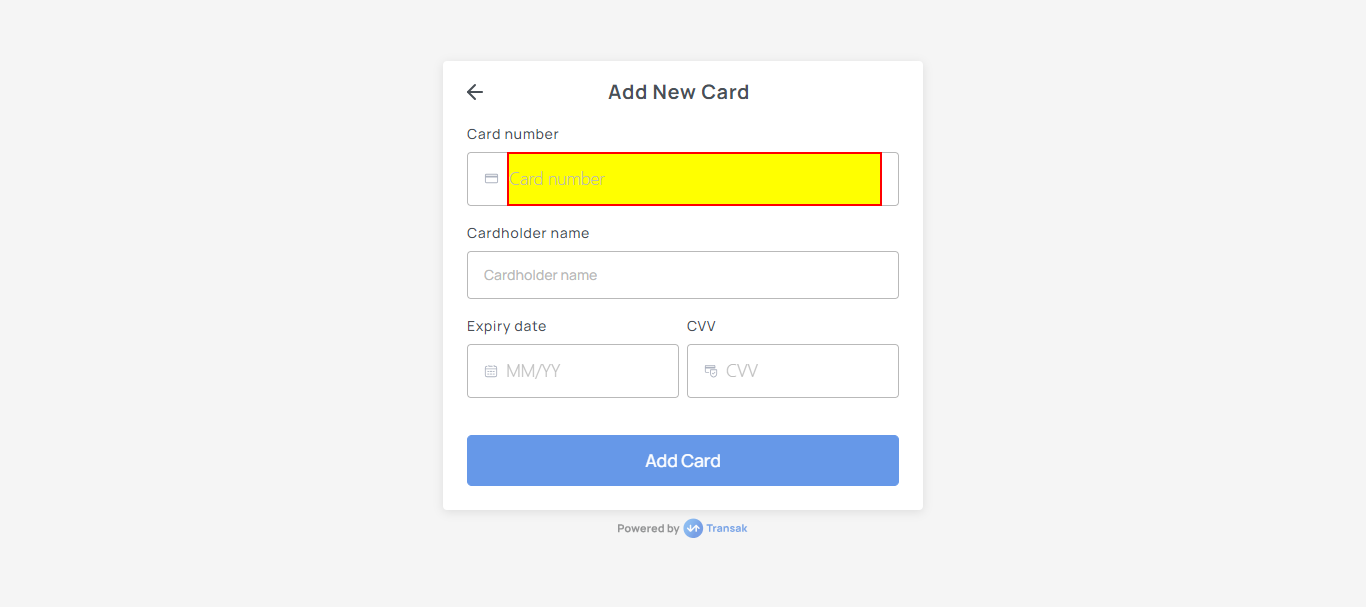 Add New Card
Card number
Card number
Cardholder name
Cardholder name
Expiry date CVV
MM/YY CVV
Add Card
Powered by Transak